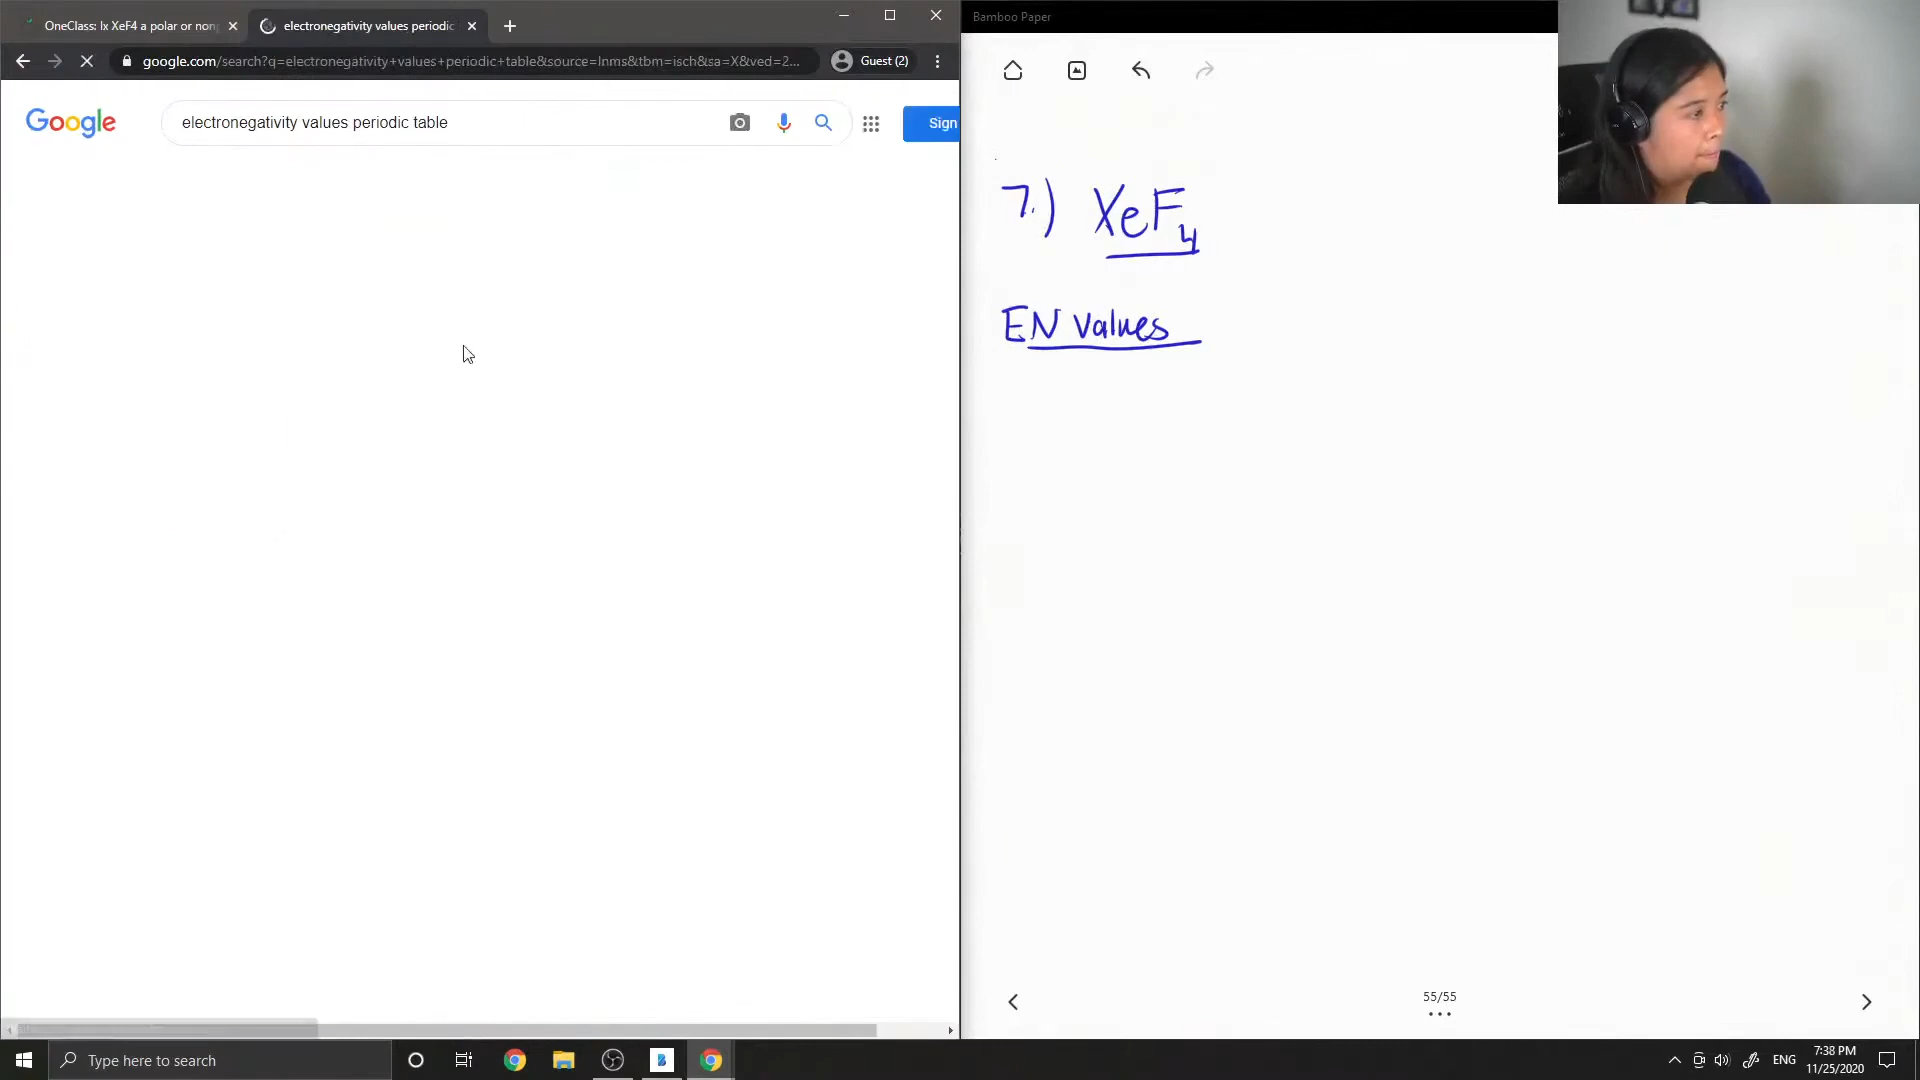 OneClass: Ix XeF4 a polar or non
electronegativity values periodic
google.com/search?q=electronegativity+values+periodic+table&source=lnms&tbm=isch&sa=X&ved=2...
Guest (2)
Google
electronegativity values periodic table
Sign
Bamboo Paper
7.) XeF4
EN Values
55/55
Type here to search
ENG
7:38 PM
11/25/2020